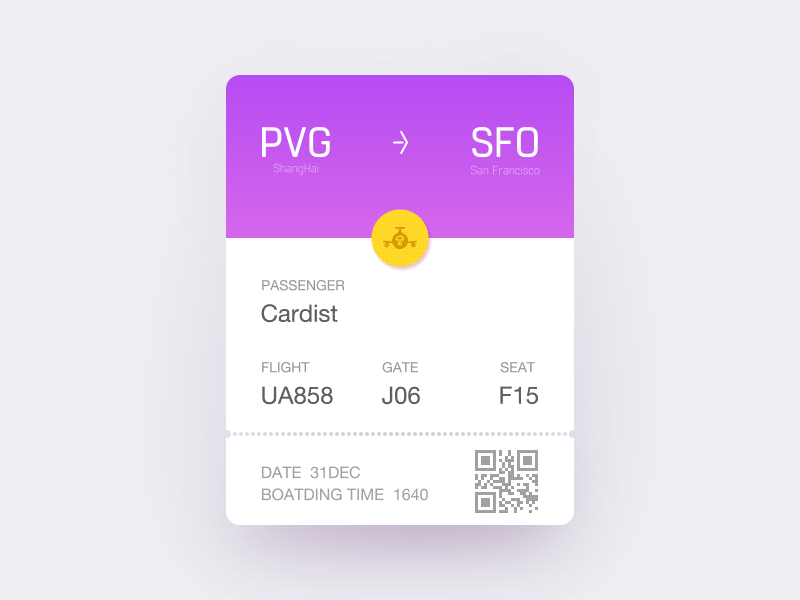 PVG → SFO
ShangHai San Francisco
PASSENGER
Cardist
FLIGHT GATE SEAT
UA858 J06 F15
DATE 31DEC
BOATDING TIME 1640